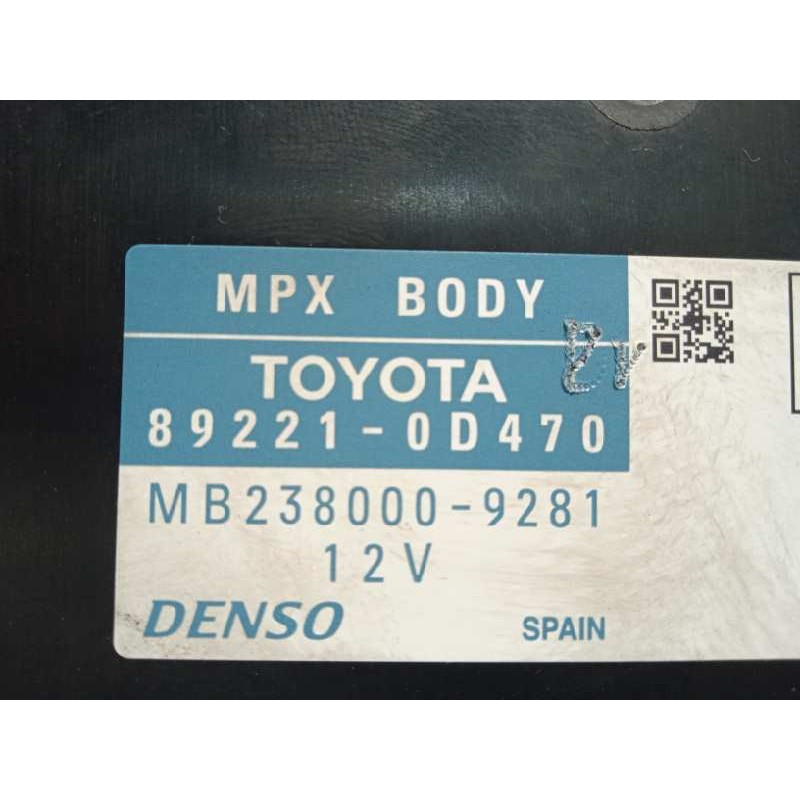 MPX BODY
TOYOTA
89221-0D470
MB238000-9281
12V
DENSO
SPAIN